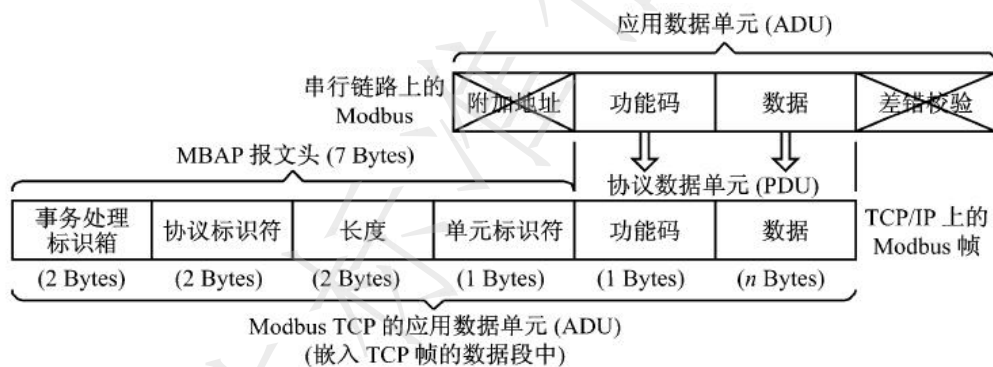 应用数据单元 (ADU)
串行链路上的
Modbus
附加地址
功能码
数据
差错校验
MBAP 报文头 (7 Bytes)
协议数据单元 (PDU)
事务处理
标识箱
协议标识符
长度
单元标识符
功能码
数据
TCP/IP 上的
Modbus 帧
(2 Bytes)
(2 Bytes)
(2 Bytes)
(1 Bytes)
(1 Bytes)
(n Bytes)
Modbus TCP 的应用数据单元 (ADU)
(嵌入 TCP 帧的数据段中)